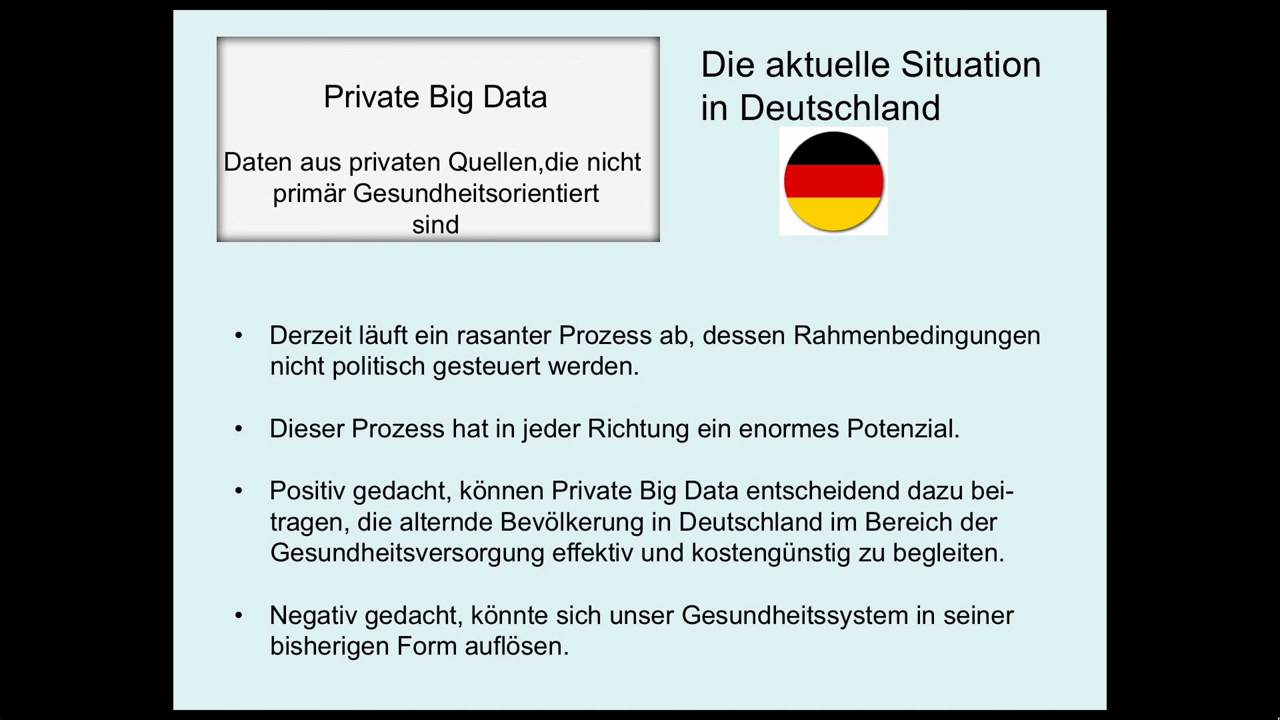 Private Big Data
Daten aus privaten Quellen,die nicht
primär Gesundheitsorientiert
sind
Die aktuelle Situation
in Deutschland
• Derzeit läuft ein rasanter Prozess ab, dessen Rahmenbedingungen
nicht politisch gesteuert werden.
• Dieser Prozess hat in jeder Richtung ein enormes Potenzial.
• Positiv gedacht, können Private Big Data entscheidend dazu bei-
tragen, die alternde Bevölkerung in Deutschland im Bereich der
Gesundheitsversorgung effektiv und kostengünstig zu begleiten.
• Negativ gedacht, könnte sich unser Gesundheitssystem in seiner
bisherigen Form auflösen.